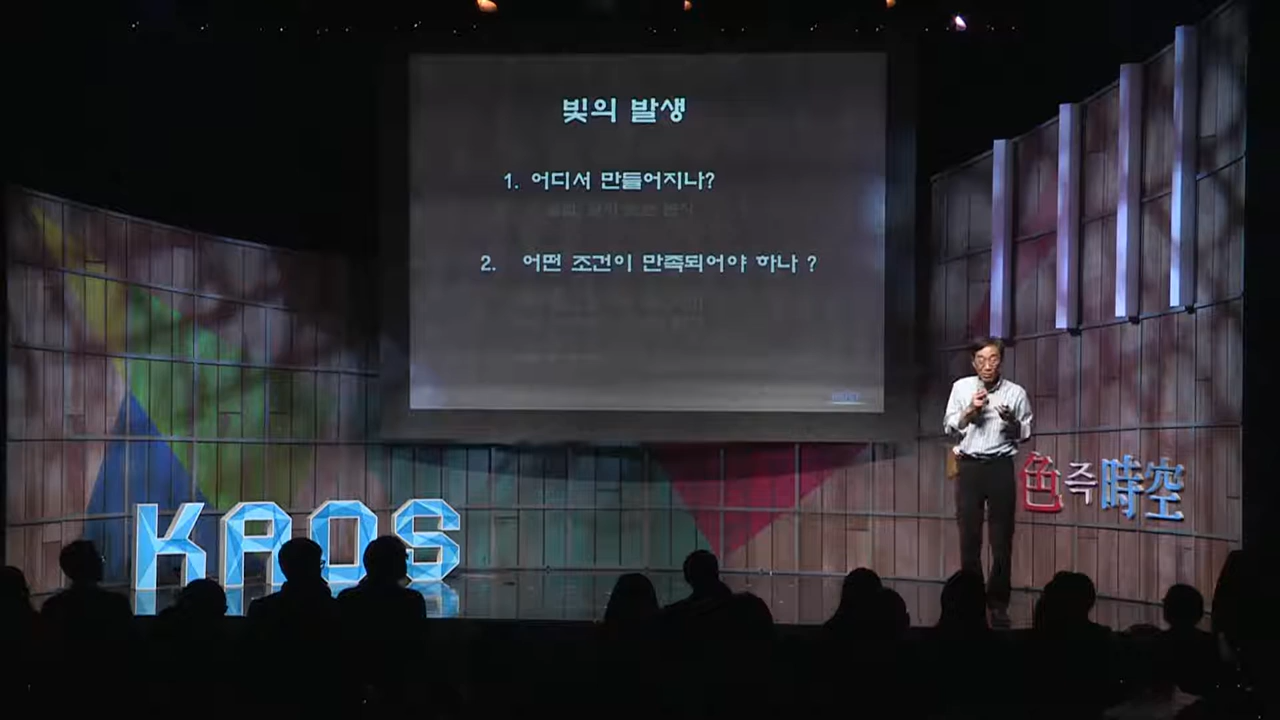 빛의 발생
1. 어디서 만들어지나?
2. 어떤 조건이 만족되어야 하나 ?
KAOS
色즉時空